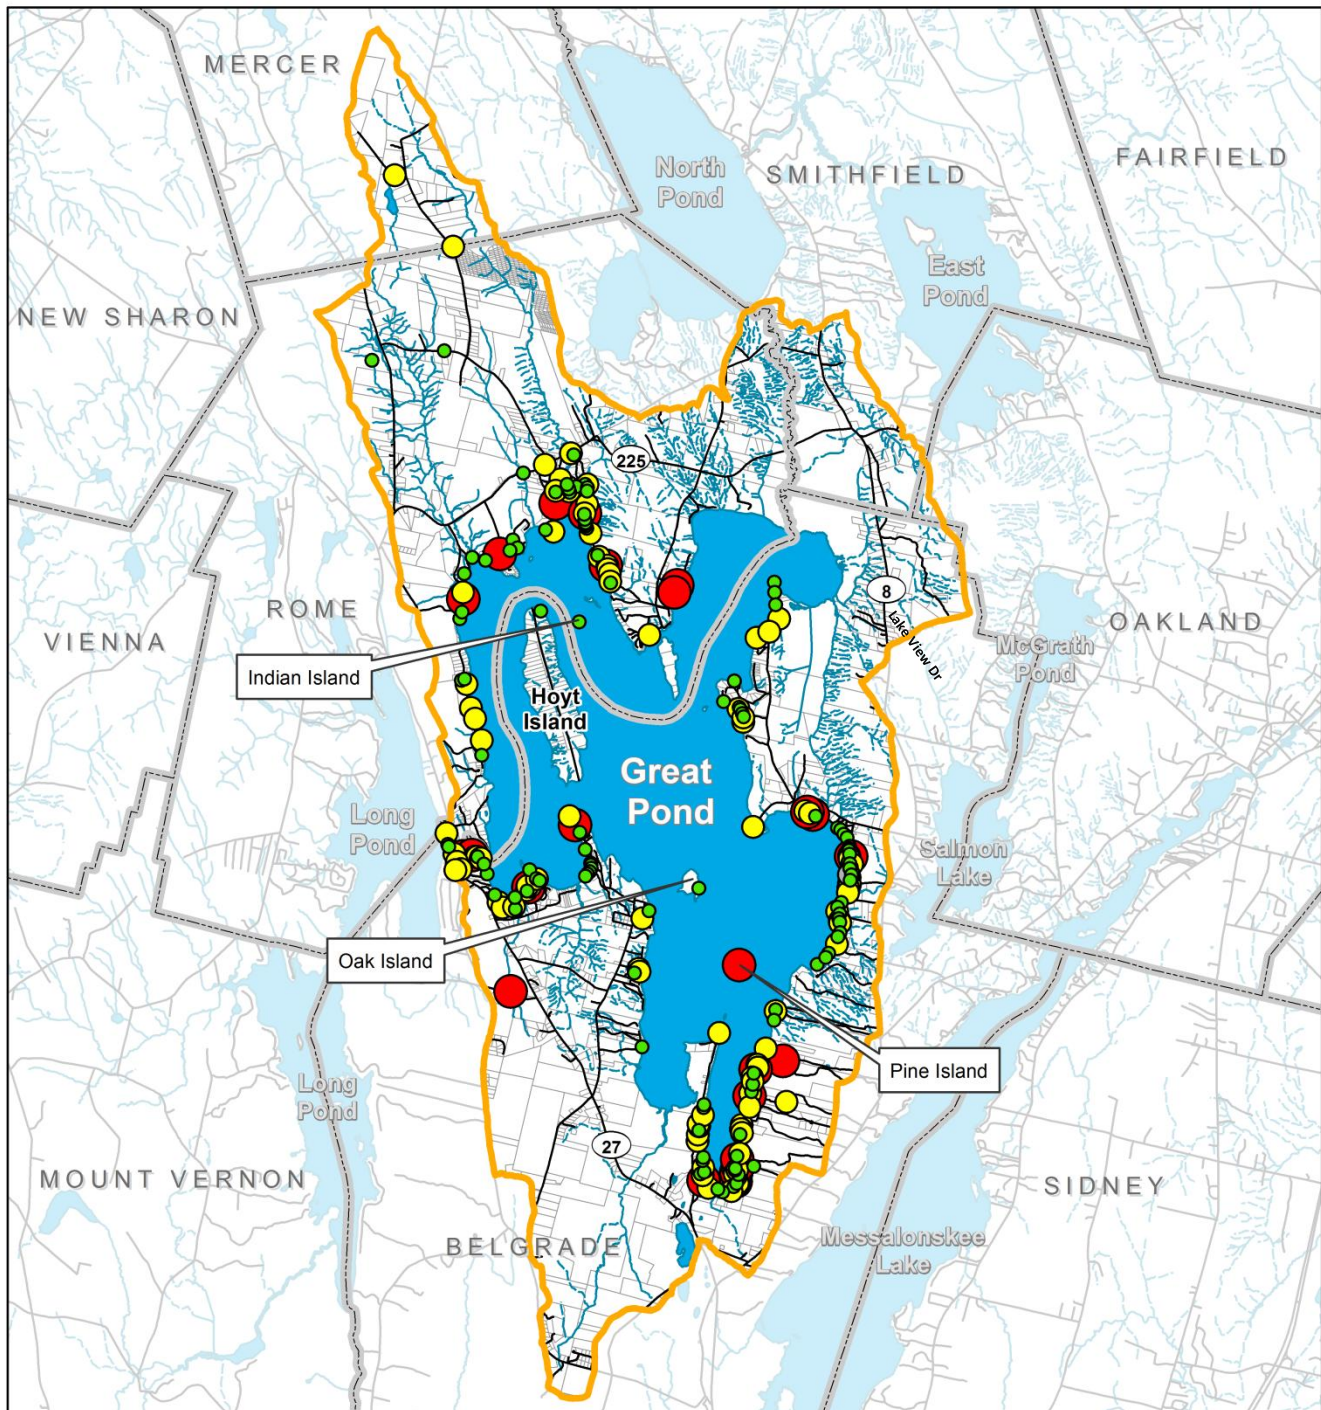 MERCER
North
Pond
SMITHFIELD
FAIRFIELD
East
Pond
NEW SHARON
225
8
Lake View Dr
ROME
OAKLAND
VIENNA
McGrath
Pond
Indian Island
Hoyt
Island
Great
Pond
Long
Pond
Salmon
Lake
Oak Island
Pine Island
Long
Pond
27
MOUNT VERNON
SIDNEY
BELGRADE
Messalonskee
Lake